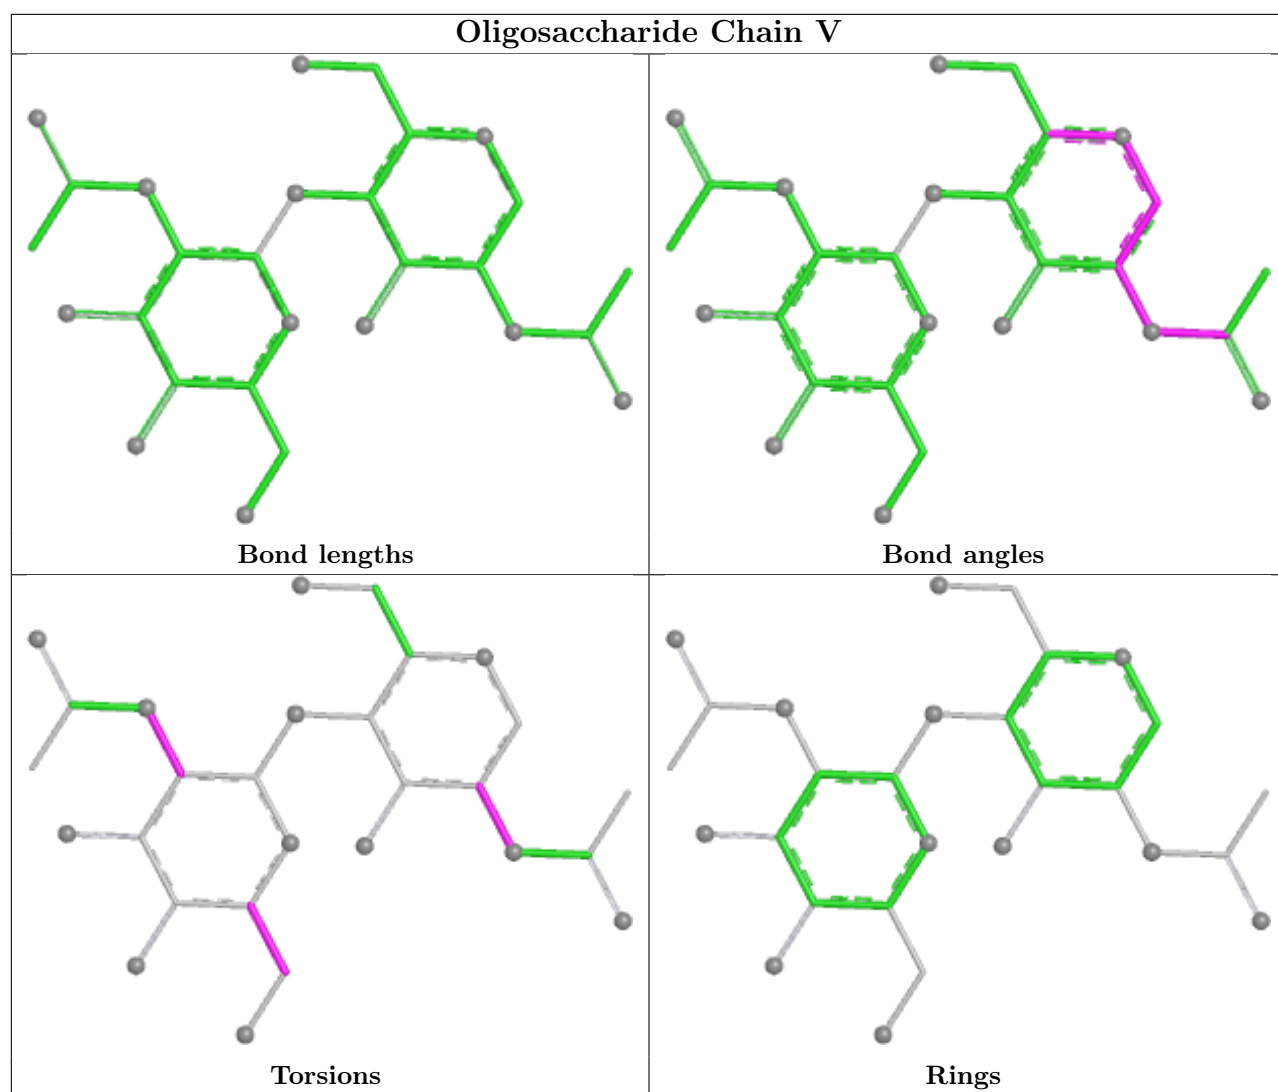 Oligosaccharide Chain V
Bond lengths
Bond angles
Torsions
Rings